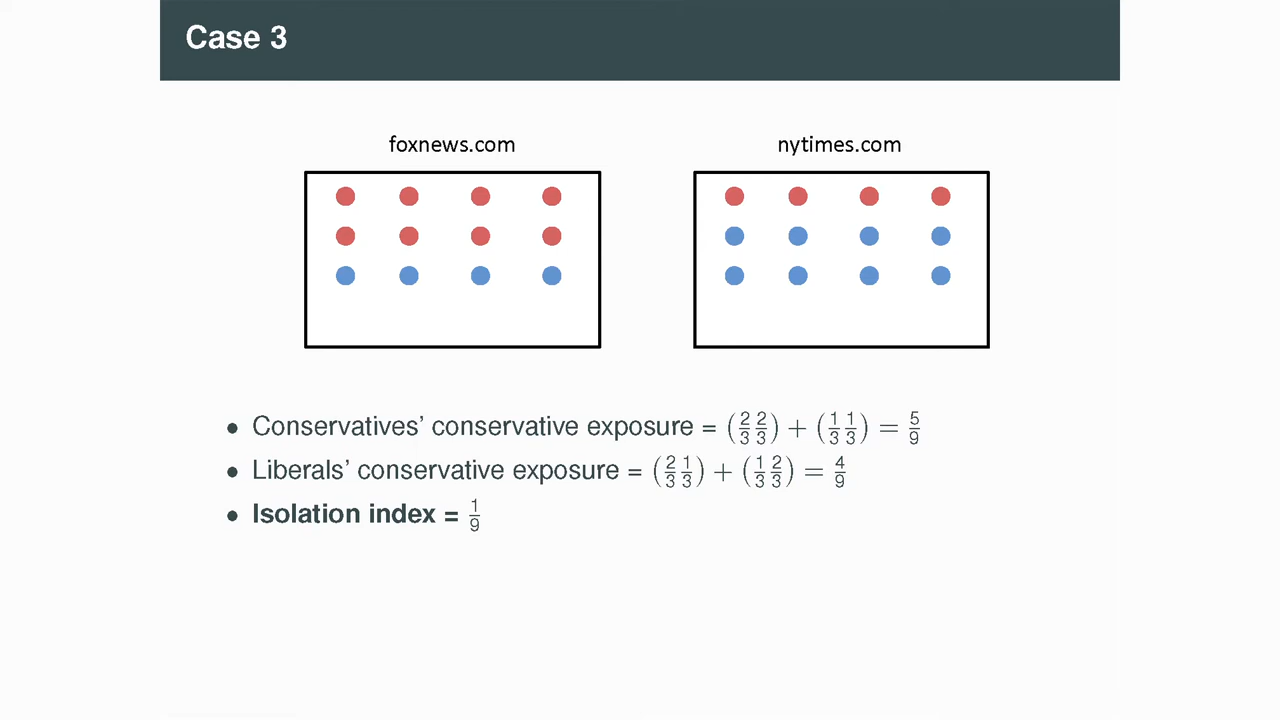 Case 3
foxnews.com
nytimes.com
• Conservatives’ conservative exposure = (2/3 2/3) + (1/3 1/3) = 5/9
• Liberals’ conservative exposure = (2/3 1/3) + (1/3 2/3) = 4/9
• Isolation index = 1/9